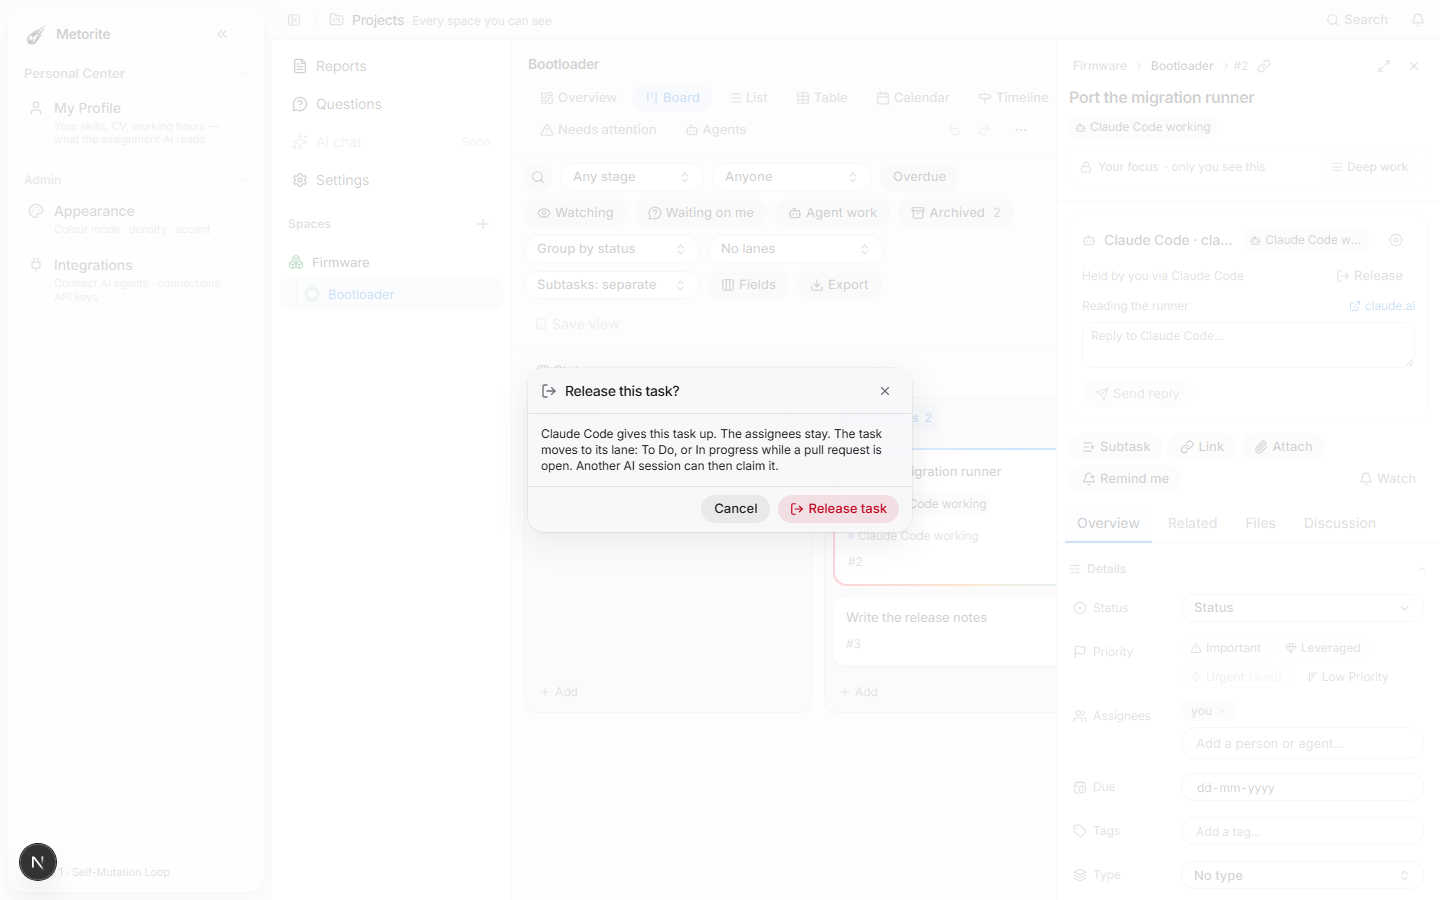 Metorite
Personal Center
My Profile
Your skills, CV, working hours —
what the assignment AI reads
Admin
Appearance
Colour mode · density · accent
Integrations
Connect AI agents · connections ·
API keys
N
1 · Self-Mutation Loop
Projects Every space you can see
Search
Reports
Questions
AI chat Soon
Settings
Spaces
Firmware
Bootloader
Bootloader
Overview Board List Table Calendar Timeline
Needs attention Agents
Any stage Anyone Overdue
Watching Waiting on me Agent work Archived 2
Group by status No lanes
Subtasks: separate Fields Export
Save view
s 2
igration runner
Code working
Claude Code working
#2
Write the release notes
#3
+ Add
+ Add
Release this task?
Claude Code gives this task up. The assignees stay. The task
moves to its lane: To Do, or In progress while a pull request is
open. Another AI session can then claim it.
Cancel Release task
Firmware Bootloader #2
Port the migration runner
Claude Code working
Your focus · only you see this Deep work
Claude Code · cla... Claude Code w...
Held by you via Claude Code Release
Reading the runner claude.ai
Reply to Claude Code...
Send reply
Subtask Link Attach
Remind me Watch
Overview Related Files Discussion
Details
Status Status
Priority Important Leveraged
Urgent (auto) Low Priority
Assignees you
Add a person or agent...
Due dd-mm-yyyy
Tags Add a tag...
Type No type